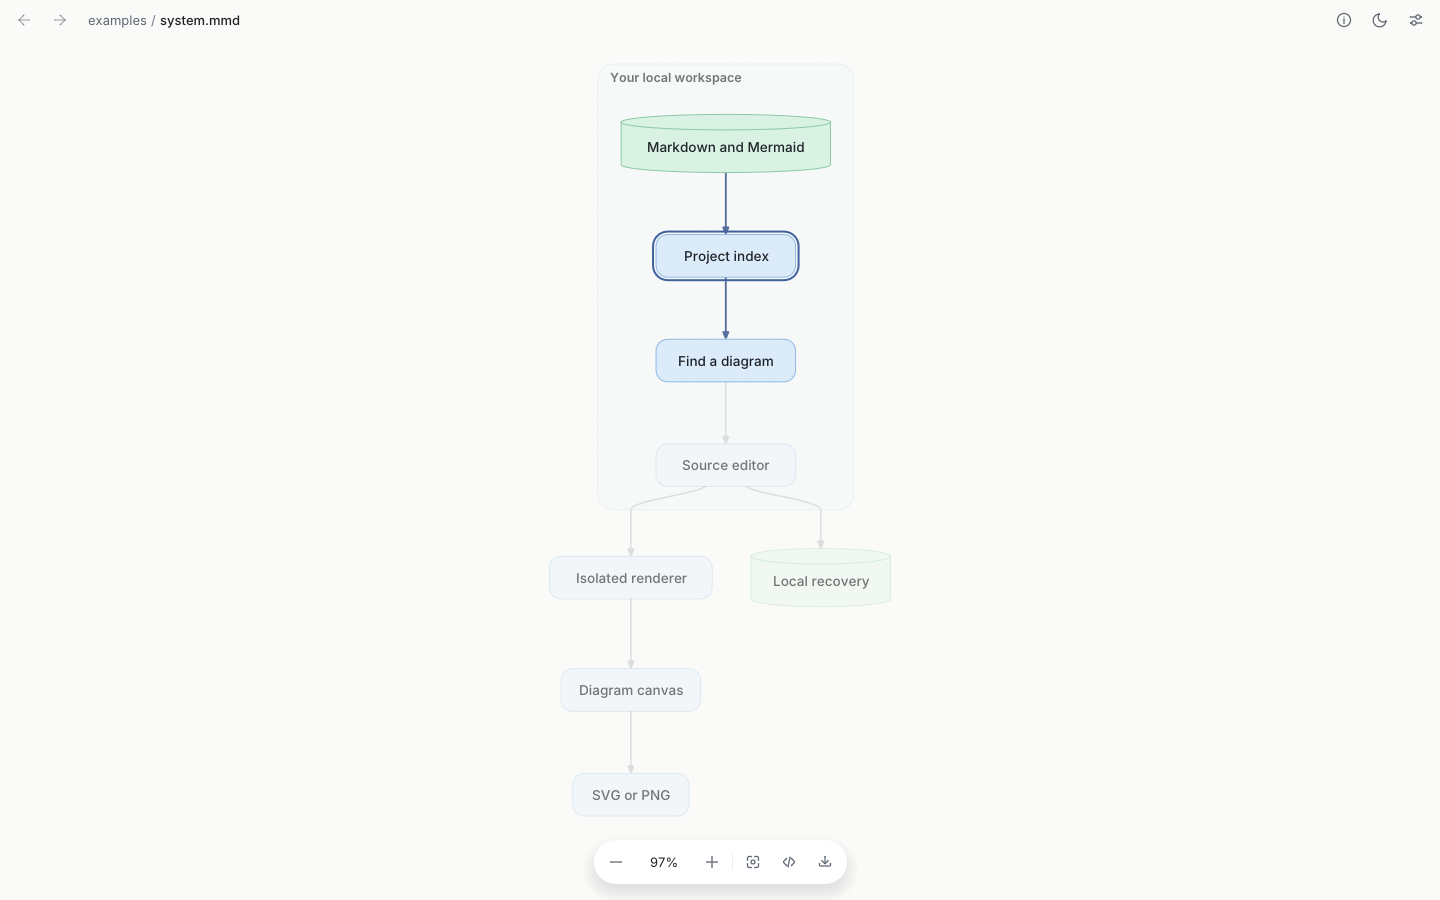 examples / system.mmd
Your local workspace
Markdown and Mermaid
Project index
Find a diagram
Source editor
Isolated renderer
Local recovery
Diagram canvas
SVG or PNG
97%